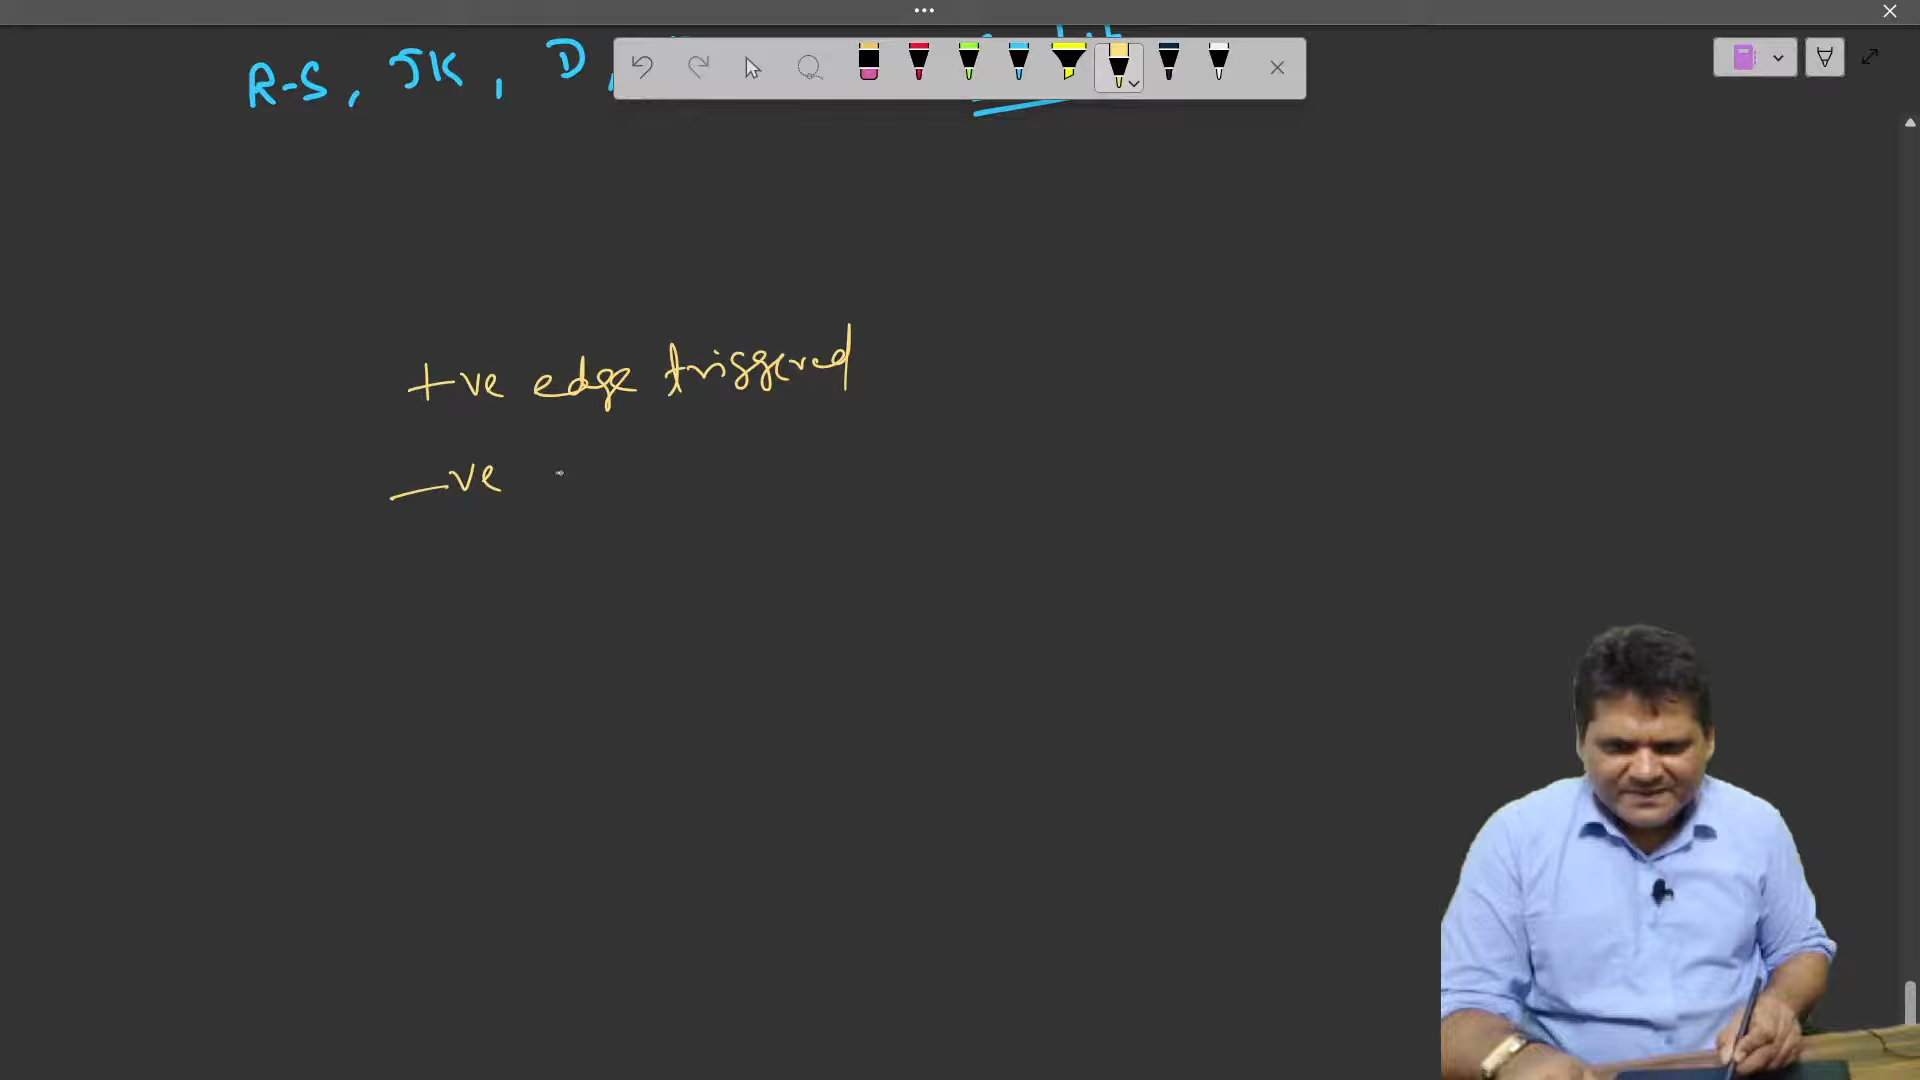 R-S, JK, D,
+ve edge triggered
-ve